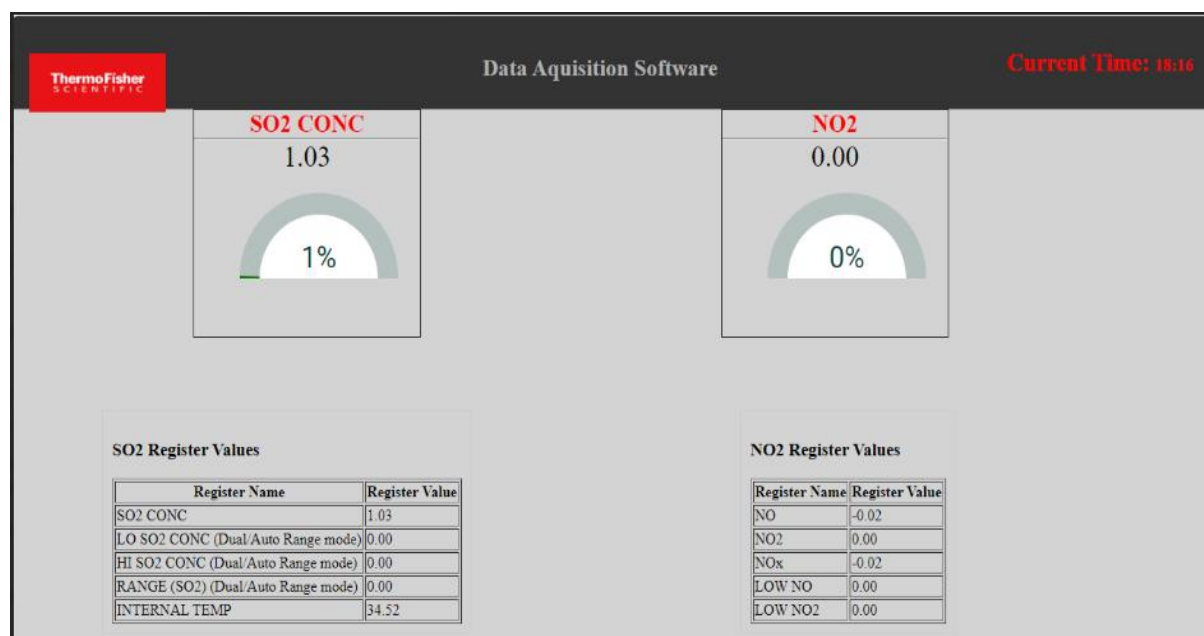 ThermoFisher
SCIENTIFIC
Data Aquisition Software
Current Time: 18:16
SO2 CONC
1.03
1%
NO2
0.00
0%
SO2 Register Values
Register Name Register Value
SO2 CONC 1.03
LO SO2 CONC (Dual/Auto Range mode) 0.00
HI SO2 CONC (Dual/Auto Range mode) 0.00
RANGE (SO2) (Dual/Auto Range mode) 0.00
INTERNAL TEMP 34.52
NO2 Register Values
Register Name Register Value
NO -0.02
NO2 0.00
NOx -0.02
LOW NO 0.00
LOW NO2 0.00